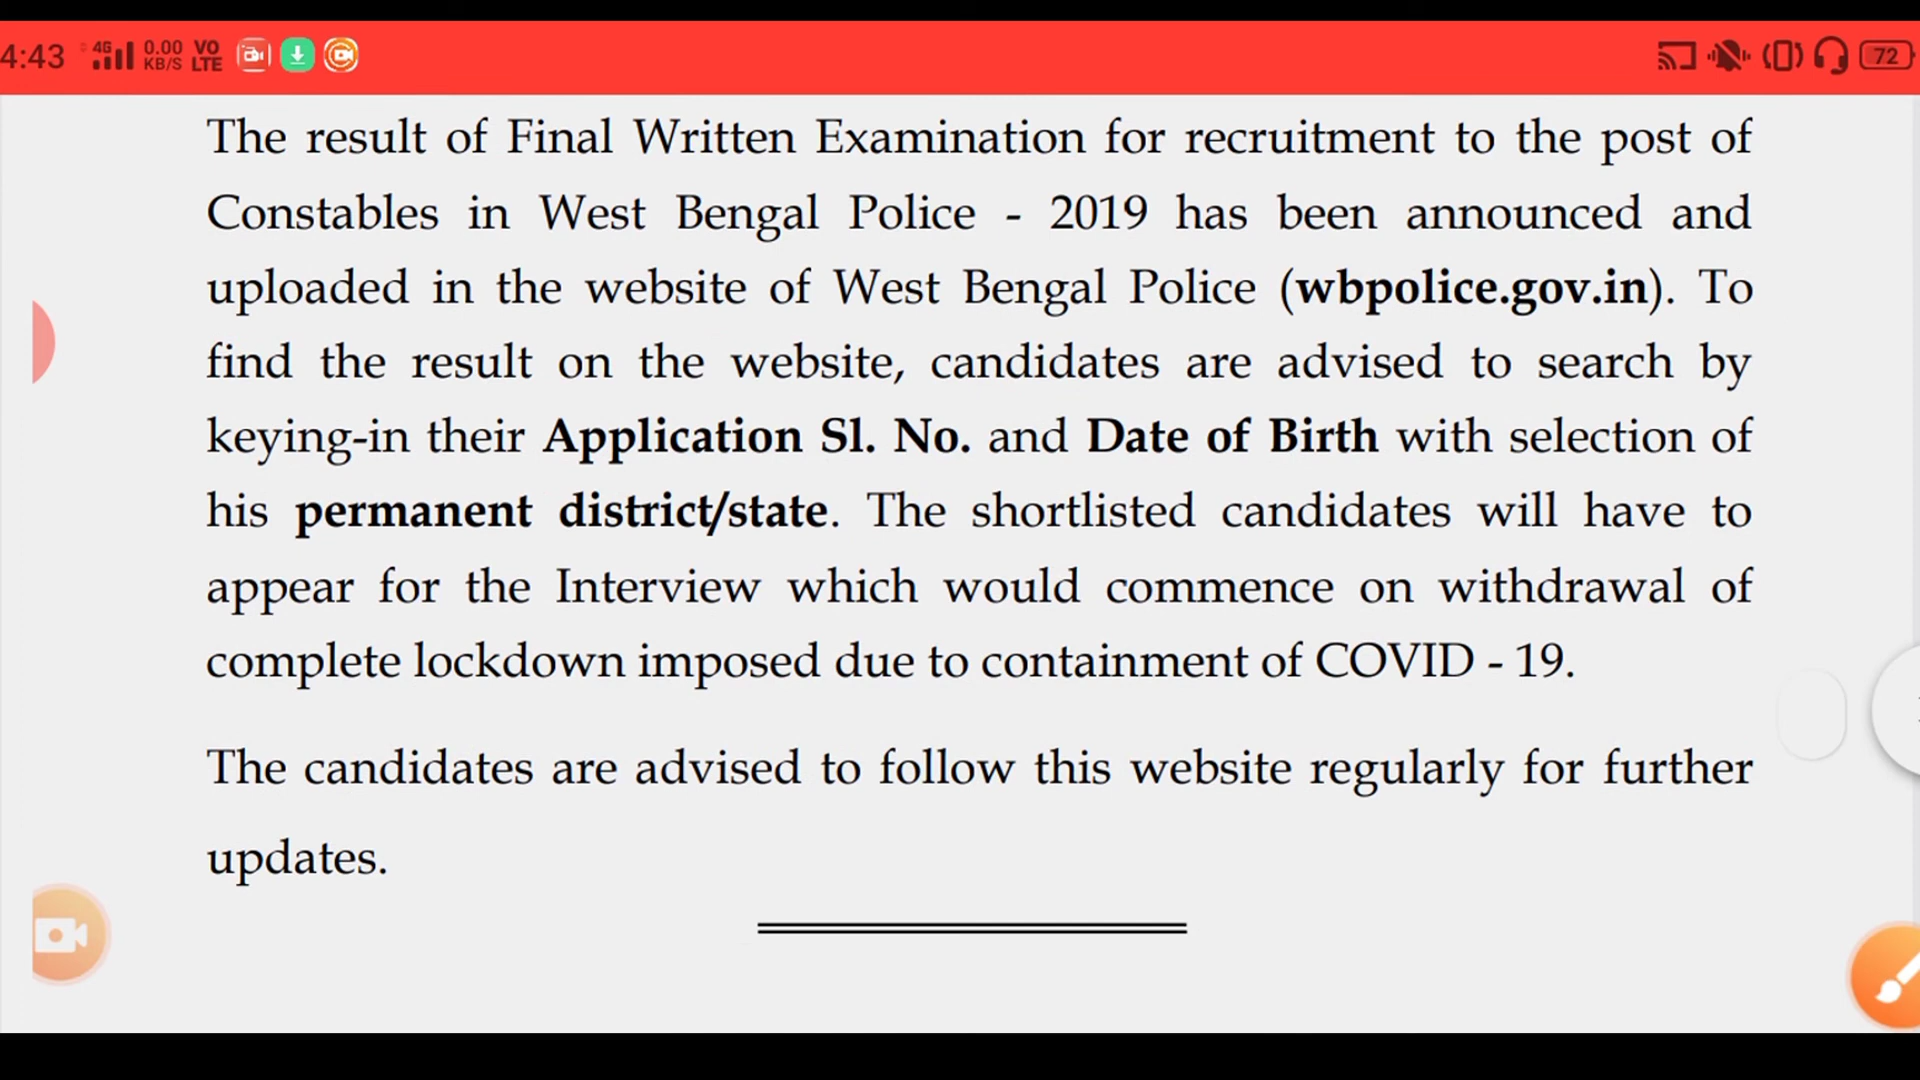 4:43 4G 0.00 KB/S VO LTE 72
The result of Final Written Examination for recruitment to the post of
Constables in West Bengal Police - 2019 has been announced and
uploaded in the website of West Bengal Police (wbpolice.gov.in). To
find the result on the website, candidates are advised to search by
keying-in their Application Sl. No. and Date of Birth with selection of
his permanent district/state. The shortlisted candidates will have to
appear for the Interview which would commence on withdrawal of
complete lockdown imposed due to containment of COVID - 19.
The candidates are advised to follow this website regularly for further
updates.